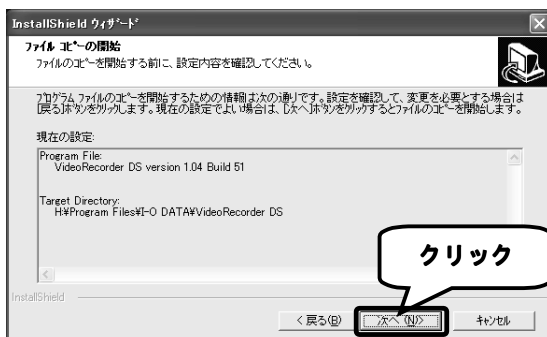 InstallShield ウィザード
ファイル コピーの開始
ファイルのコピーを開始する前に、設定内容を確認してください。
プログラム ファイルのコピーを開始するための情報は次の通りです。設定を確認して、変更を必要とする場合は
[戻る]ボタンをクリックします。現在の設定でよい場合は、[次へ]ボタンをクリックするとファイルのコピーを開始します。
現在の設定:
Program File:
VideoRecorder DS version 1.04 Build 51
Target Directory:
H:¥Program Files¥I-O DATA¥VideoRecorder DS
クリック
InstallShield
< 戻る(B)
次へ(N)>
キャンセル